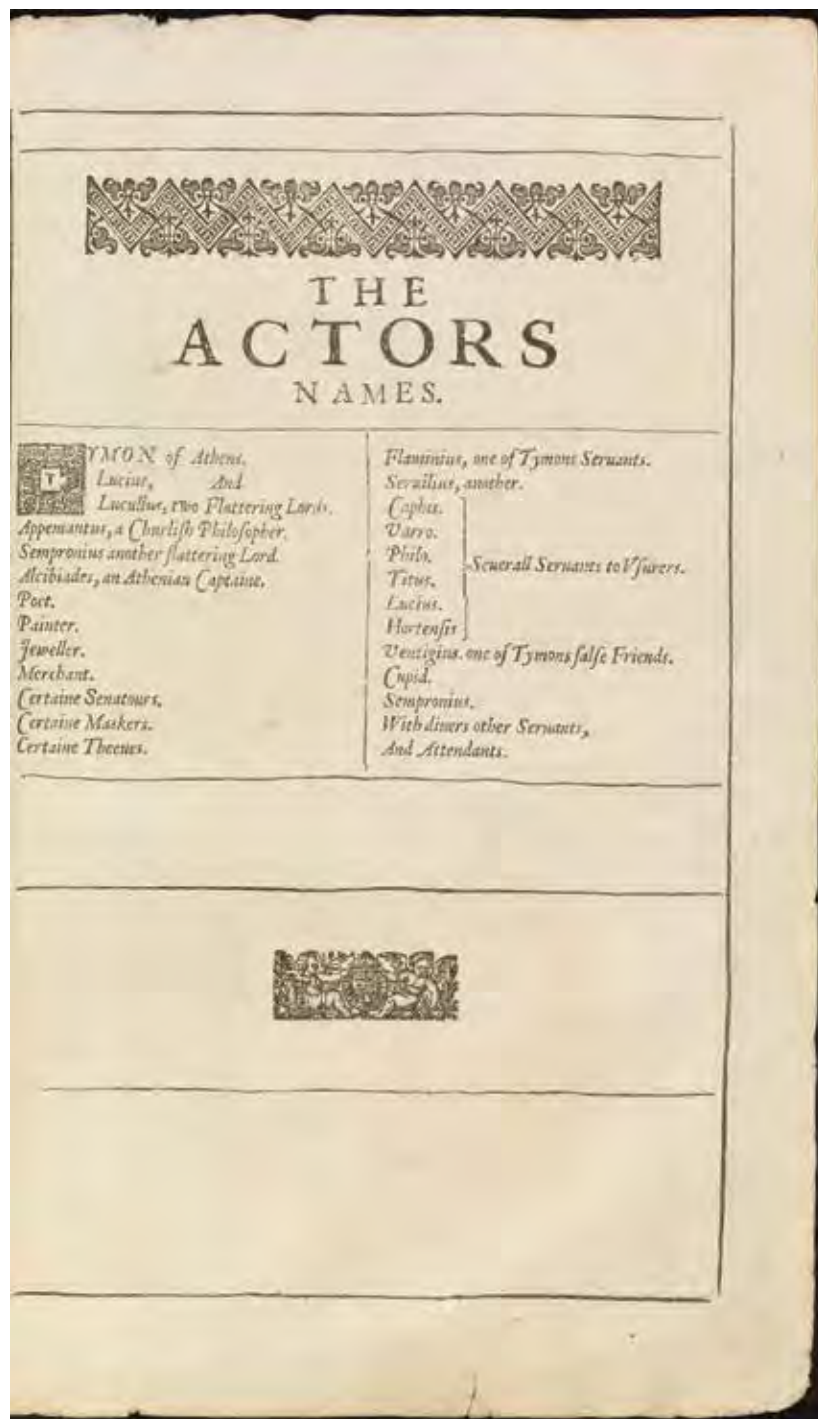 THE
ACTORS
NAMES.
TYMON of Athens.
Lucius, And
Lucullus, two Flattering Lords.
Appemantus, a Churlish Philosopher.
Sempronius another flattering Lord.
Alcibiades, an Athenian Captaine.
Poet.
Painter.
Jeweller.
Merchant.
Certaine Senatours.
Certaine Maskers.
Certaine Theeues.
Flaminius, one of Tymons Seruants.
Seruilius, another.
Caphis.
Varro.
Philo.
Titus.
Lucius.
Hortensis
Seuerall Seruants to Vsurers.
Ventigius. one of Tymons false Friends.
Cupid.
Sempronius.
With diuers other Seruants,
And Attendants.